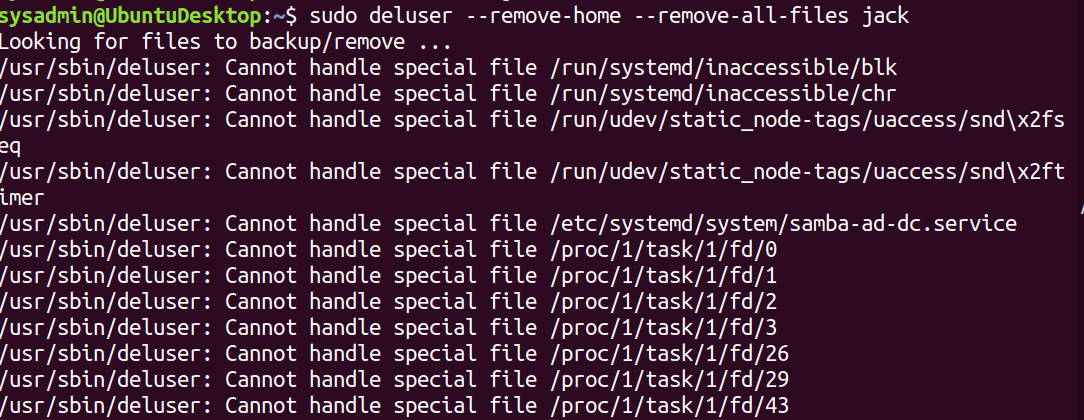 sysadmin@UbuntuDesktop:~$ sudo deluser --remove-home --remove-all-files jack
Looking for files to backup/remove ...
/usr/sbin/deluser: Cannot handle special file /run/systemd/inaccessible/blk
/usr/sbin/deluser: Cannot handle special file /run/systemd/inaccessible/chr
/usr/sbin/deluser: Cannot handle special file /run/udev/static_node-tags/uaccess/snd\x2fs
eq
/usr/sbin/deluser: Cannot handle special file /run/udev/static_node-tags/uaccess/snd\x2ft
imer
/usr/sbin/deluser: Cannot handle special file /etc/systemd/system/samba-ad-dc.service
/usr/sbin/deluser: Cannot handle special file /proc/1/task/1/fd/0
/usr/sbin/deluser: Cannot handle special file /proc/1/task/1/fd/1
/usr/sbin/deluser: Cannot handle special file /proc/1/task/1/fd/2
/usr/sbin/deluser: Cannot handle special file /proc/1/task/1/fd/3
/usr/sbin/deluser: Cannot handle special file /proc/1/task/1/fd/26
/usr/sbin/deluser: Cannot handle special file /proc/1/task/1/fd/29
/usr/sbin/deluser: Cannot handle special file /proc/1/task/1/fd/43